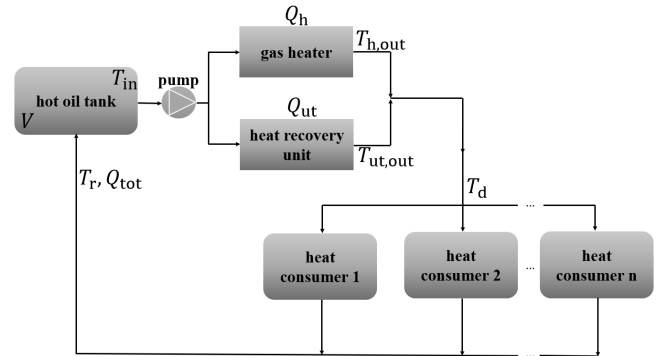 Q_h
gas heater
T_h,out
T_in
pump
hot oil tank
V
Q_ut
heat recovery
unit
T_ut,out
T_r, Q_tot
T_d
...
heat
consumer 1
heat
consumer 2
...
heat
consumer n
...